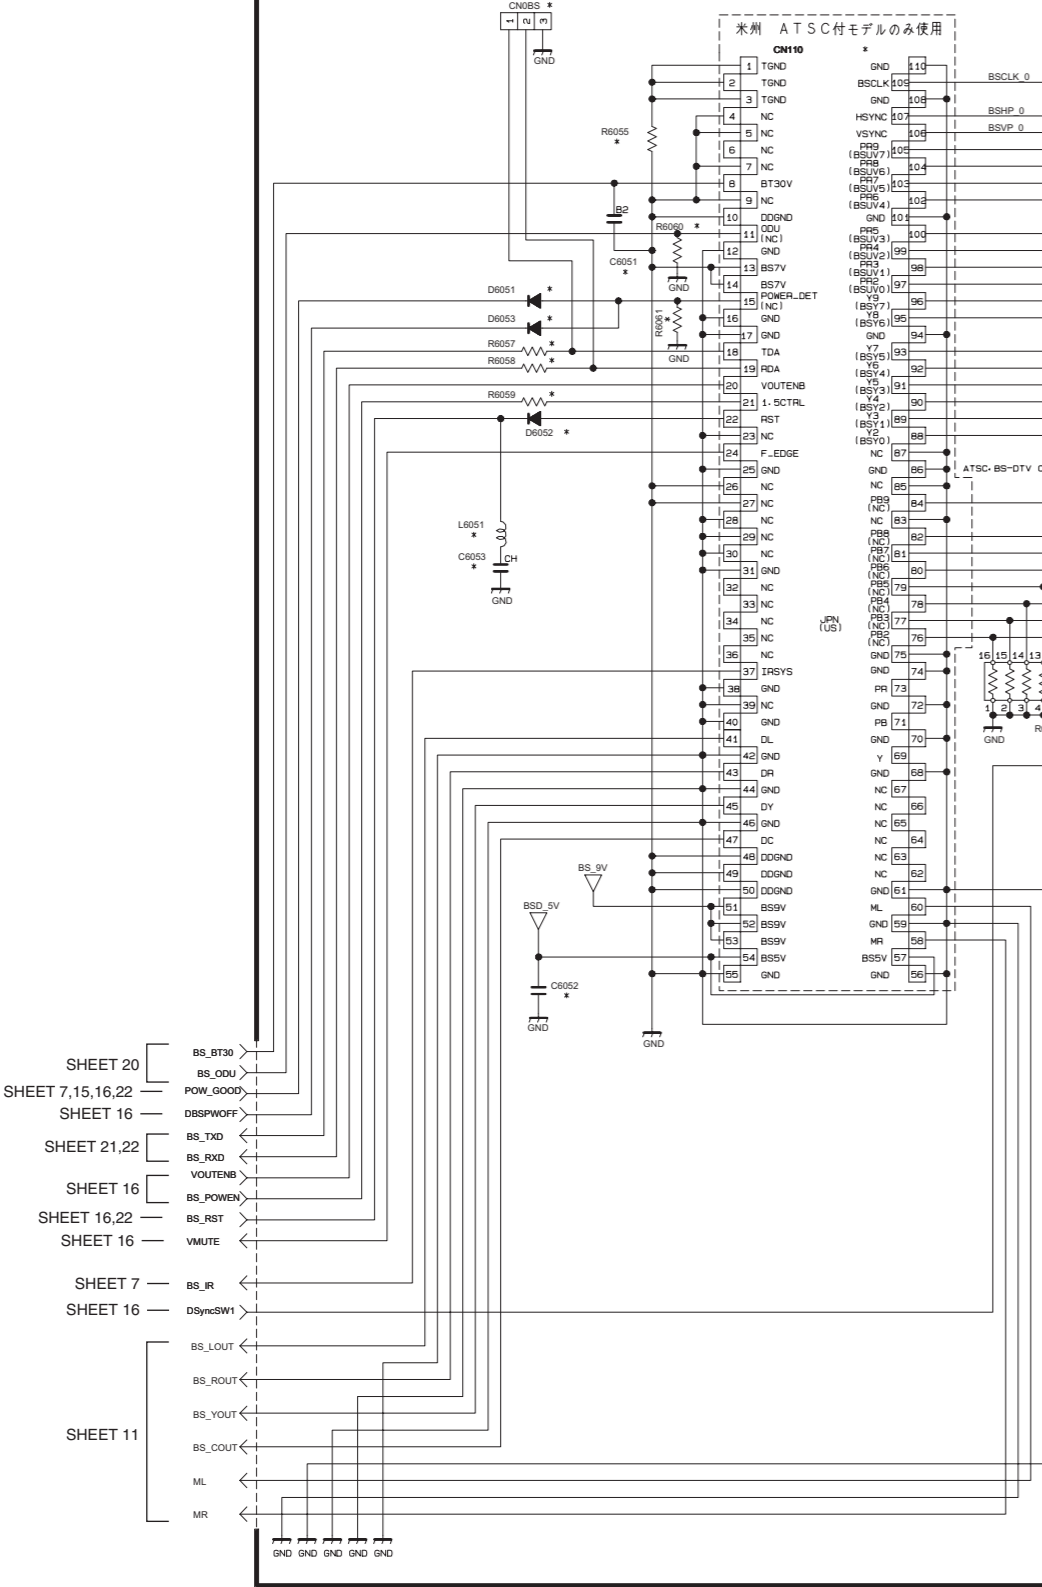 CN0BS *
1 2 3
GND
米州 ATSC付モデルのみ使用
CN110 *
1 TGND
2 TGND
3 TGND
4 NC
5 NC
6 NC
7 NC
8 BT30V
9 NC
10 DDGND
11 ODU (NC)
12 GND
13 BS7V
14 BS7V
15 POWER_DET (NC)
16 GND
17 GND
18 TDA
19 RDA
20 VOUTENB
21 1.5CTRL
22 RST
23 NC
24 F_EDGE
25 GND
26 NC
27 NC
28 NC
29 NC
30 NC
31 GND
32 NC
33 NC
34 NC
35 NC
36 NC
37 IRSYS
38 GND
39 NC
40 GND
41 DL
42 GND
43 DR
44 GND
45 DY
46 GND
47 DC
48 DDGND
49 DDGND
50 DDGND
51 BS9V
52 BS9V
53 BS9V
54 BS5V
55 GND
GND 110
BSCLK 109
GND 108
HSYNC 107
VSYNC 106
PR9 (BSUV7) 105
PR8 (BSUV6) 104
PR7 (BSUV5) 103
PR6 (BSUV4) 102
GND 101
PR5 (BSUV3) 100
PR4 (BSUV2) 99
PR3 (BSUV1) 98
PR2 (BSUV0) 97
Y9 (BSY7) 96
Y8 (BSY6) 95
GND 94
Y7 (BSY5) 93
Y6 (BSY4) 92
Y5 (BSY3) 91
Y4 (BSY2) 90
Y3 (BSY1) 89
Y2 (BSY0) 88
NC 87
GND 86
NC 85
PB9 (NC) 84
NC 83
PB8 (NC) 82
PB7 (NC) 81
PB6 (NC) 80
PB5 (NC) 79
PB4 (NC) 78
PB3 (NC) 77
PB2 (NC) 76
GND 75
GND 74
PR 73
GND 72
PB 71
GND 70
Y 69
GND 68
NC 67
NC 66
NC 65
NC 64
NC 63
NC 62
GND 61
ML 60
GND 59
MR 58
BS5V 57
GND 56
JPN
(US)
BSCLK_0
BSHP_0
BSVP_0
ATSC·BS-DTV
16 15 14 13
1 2 3 4
GND
R6055
*
B2
C6051
*
R6060 *
GND
R6061 *
GND
D6051 *
D6053 *
R6057 *
R6058 *
R6059 *
D6052 *
L6051
*
C6053
*
CH
GND
BS_9V
BSD_5V
C6052
*
GND
GND
SHEET 20
BS_BT30
BS_ODU
SHEET 7,15,16,22
POW_GOOD
SHEET 16
DBSPWOFF
SHEET 21,22
BS_TXD
BS_RXD
SHEET 16
VOUTENB
BS_POWEN
SHEET 16,22
BS_RST
SHEET 16
VMUTE
SHEET 7
BS_IR
SHEET 16
DSyncSW1
SHEET 11
BS_LOUT
BS_ROUT
BS_YOUT
BS_COUT
ML
MR
GND GND GND GND GND